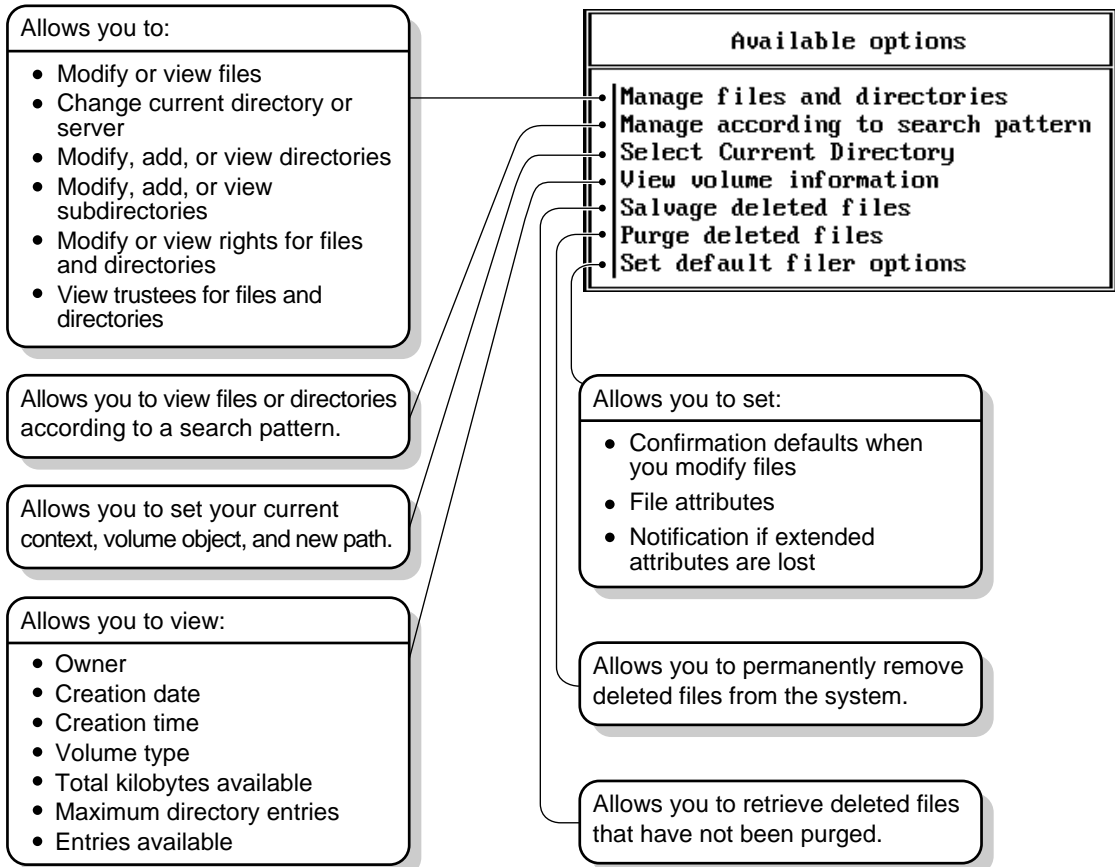 Allows you to:
• Modify or view files
• Change current directory or
server
• Modify, add, or view directories
• Modify, add, or view
subdirectories
• Modify or view rights for files
and directories
• View trustees for files and
directories
Allows you to view files or directories
according to a search pattern.
Allows you to set your current
context, volume object, and new path.
Allows you to view:
• Owner
• Creation date
• Creation time
• Volume type
• Total kilobytes available
• Maximum directory entries
• Entries available
Available options
Manage files and directories
Manage according to search pattern
Select Current Directory
View volume information
Salvage deleted files
Purge deleted files
Set default filer options
Allows you to set:
• Confirmation defaults when
you modify files
• File attributes
• Notification if extended
attributes are lost
Allows you to permanently remove
deleted files from the system.
Allows you to retrieve deleted files
that have not been purged.